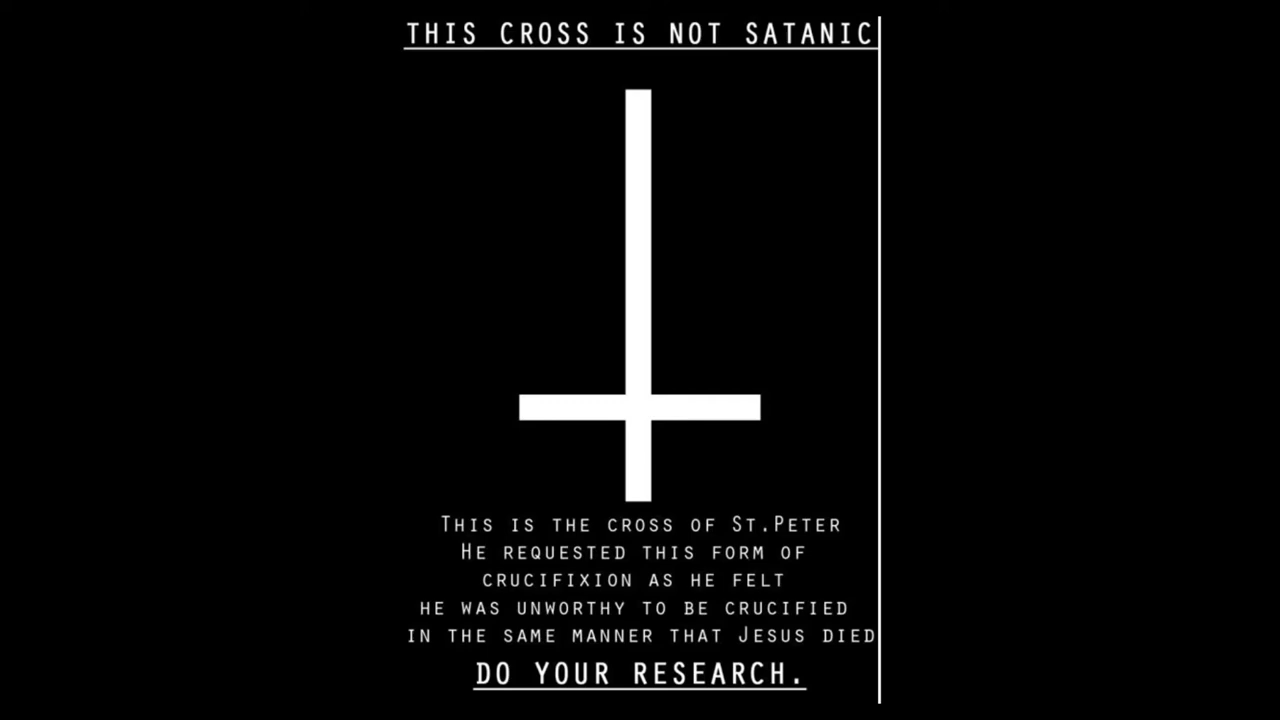 THIS CROSS IS NOT SATANIC
THIS IS THE CROSS OF ST.PETER
HE REQUESTED THIS FORM OF
CRUCIFIXION AS HE FELT
HE WAS UNWORTHY TO BE CRUCIFIED
IN THE SAME MANNER THAT JESUS DIED
DO YOUR RESEARCH.